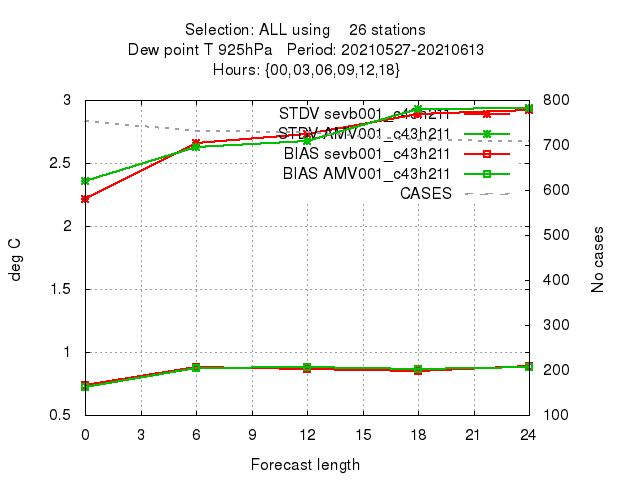 Selection: ALL using    26 stations
Dew point T 925hPa   Period: 20210527-20210613
Hours: {00,03,06,09,12,18}
STDV sevb001_c43h211
STDV AMV001_c43h211
BIAS sevb001_c43h211
BIAS AMV001_c43h211
CASES
3
2.5
2
1.5
1
0.5
deg C
800
700
600
500
400
300
200
100
No cases
0 3 6 9 12 15 18 21 24
Forecast length